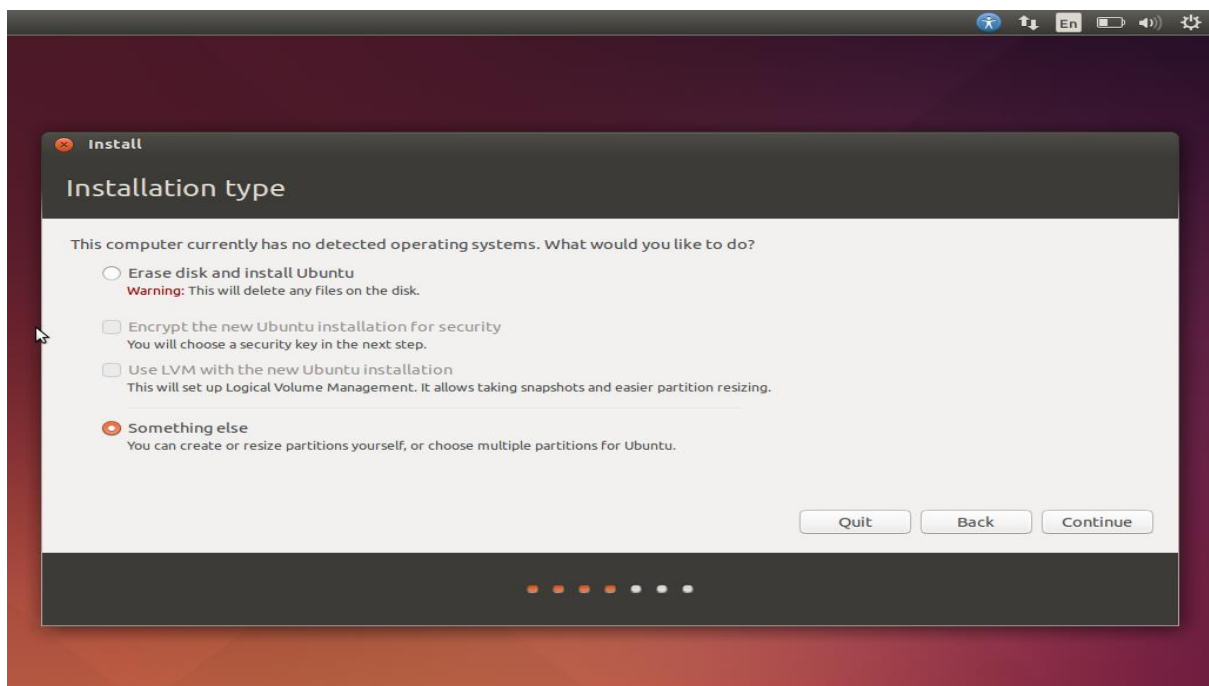 En
Install
Installation type
This computer currently has no detected operating systems. What would you like to do?
Erase disk and install Ubuntu
Warning: This will delete any files on the disk.
Encrypt the new Ubuntu installation for security
You will choose a security key in the next step.
Use LVM with the new Ubuntu installation
This will set up Logical Volume Management. It allows taking snapshots and easier partition resizing.
Something else
You can create or resize partitions yourself, or choose multiple partitions for Ubuntu.
Quit Back Continue